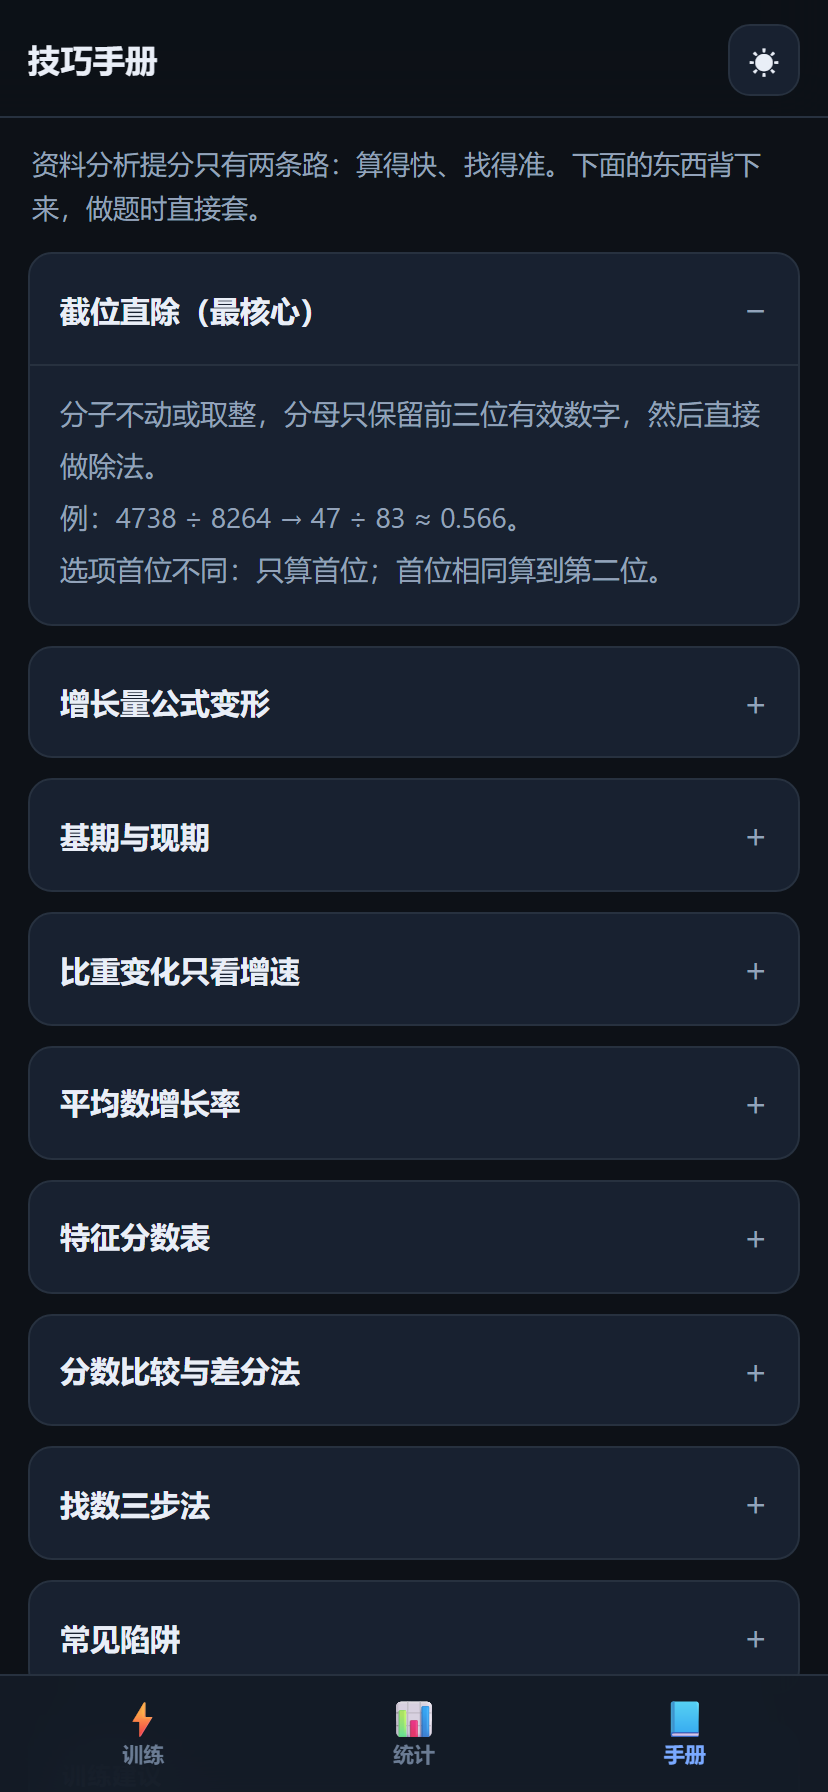 技巧手册
资料分析提分只有两条路：算得快、找得准。下面的东西背下
来，做题时直接套。
截位直除（最核心）
−
分子不动或取整，分母只保留前三位有效数字，然后直接
做除法。
例：4738 ÷ 8264 → 47 ÷ 83 ≈ 0.566。
选项首位不同：只算首位；首位相同算到第二位。
增长量公式变形
+
基期与现期
+
比重变化只看增速
+
平均数增长率
+
特征分数表
+
分数比较与差分法
+
找数三步法
+
常见陷阱
+
训练
统计
手册